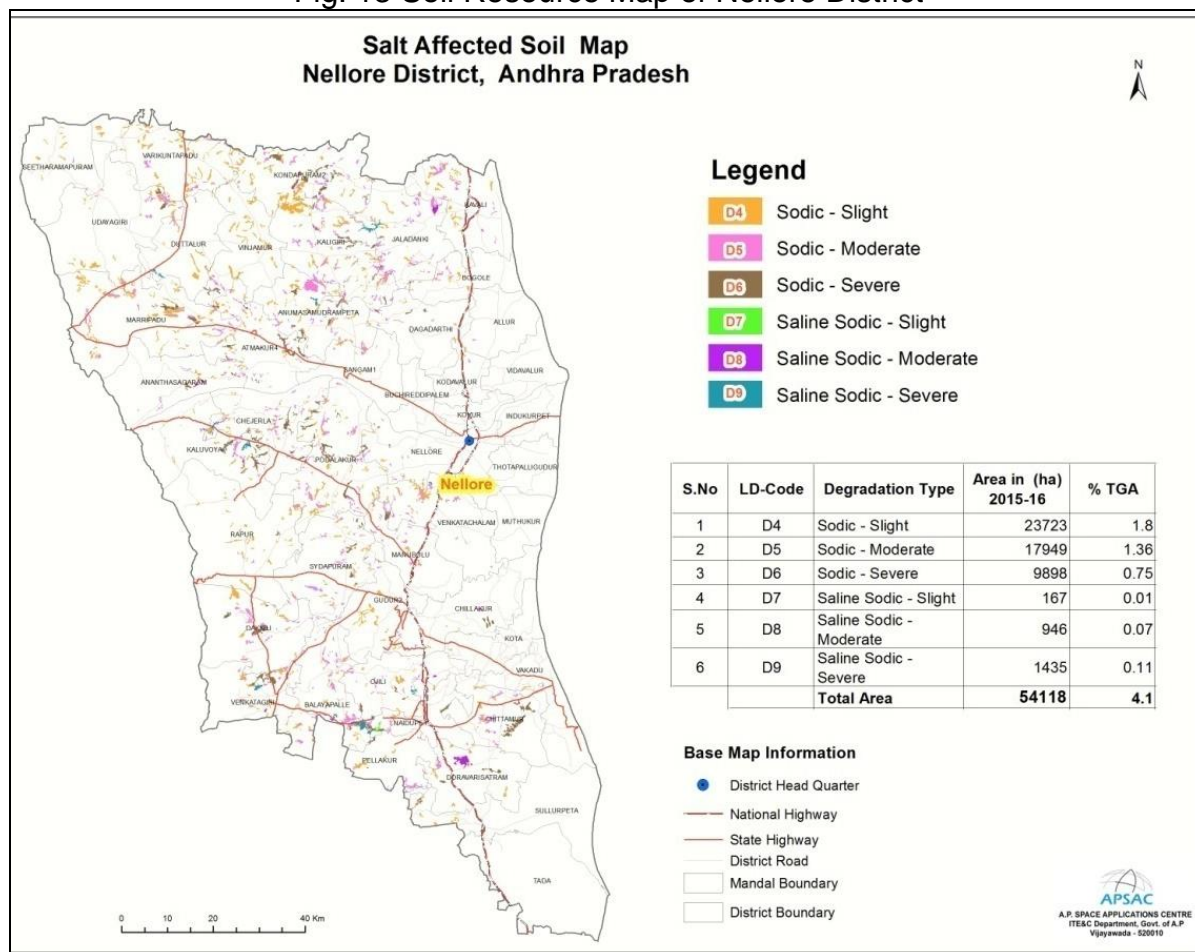 Fig. 18 Soil Resource Map of Nellore District
Salt Affected Soil Map
Nellore District, Andhra Pradesh
N
SEETHARAMAPURAM
VARIKUNTAPADU
KONDAPURAM2
UDAYAGIRI
KAVALI
DUTTALUR
VINJAMUR
KALIGIRI
JALADANKI
BOGOLE
MARRIPADU
ANUMASAMUDRAMPETA
ALLUR
DAGADARTHI
ATMAKUR4
SANGAM1
VIDAVALUR
ANANTHASAGARAM
KODAVALUR
BUCHIREDDIPALEM
KOVUR
INDUKURPET
CHEJERLA
KALUVOYA
PODALAKUR
NELLORE
THOTAPALLIGUDUR
Nellore
VENKATACHALAM
MUTHUKUR
RAPUR
MANUBOLU
SYDAPURAM
GUDUR2
CHILLAKUR
DAKKILI
KOTA
VAKADU
OJILI
VENKATAGIRI
BALAYAPALLE
NAIDUPET
CHITTAMUR
PELLAKUR
DORAVARISATRAM
SULLURPETA
TADA
0 10 20 40 Km
Legend
D4 Sodic - Slight
D5 Sodic - Moderate
D6 Sodic - Severe
D7 Saline Sodic - Slight
D8 Saline Sodic - Moderate
D9 Saline Sodic - Severe
S.No LD-Code Degradation Type Area in (ha) 2015-16 % TGA
1 D4 Sodic - Slight 23723 1.8
2 D5 Sodic - Moderate 17949 1.36
3 D6 Sodic - Severe 9898 0.75
4 D7 Saline Sodic - Slight 167 0.01
5 D8 Saline Sodic - Moderate 946 0.07
6 D9 Saline Sodic - Severe 1435 0.11
Total Area 54118 4.1
Base Map Information
District Head Quarter
National Highway
State Highway
District Road
Mandal Boundary
District Boundary
APSAC
A.P. SPACE APPLICATIONS CENTRE
ITE&C Department, Govt. of A.P
Vijayawada - 520010